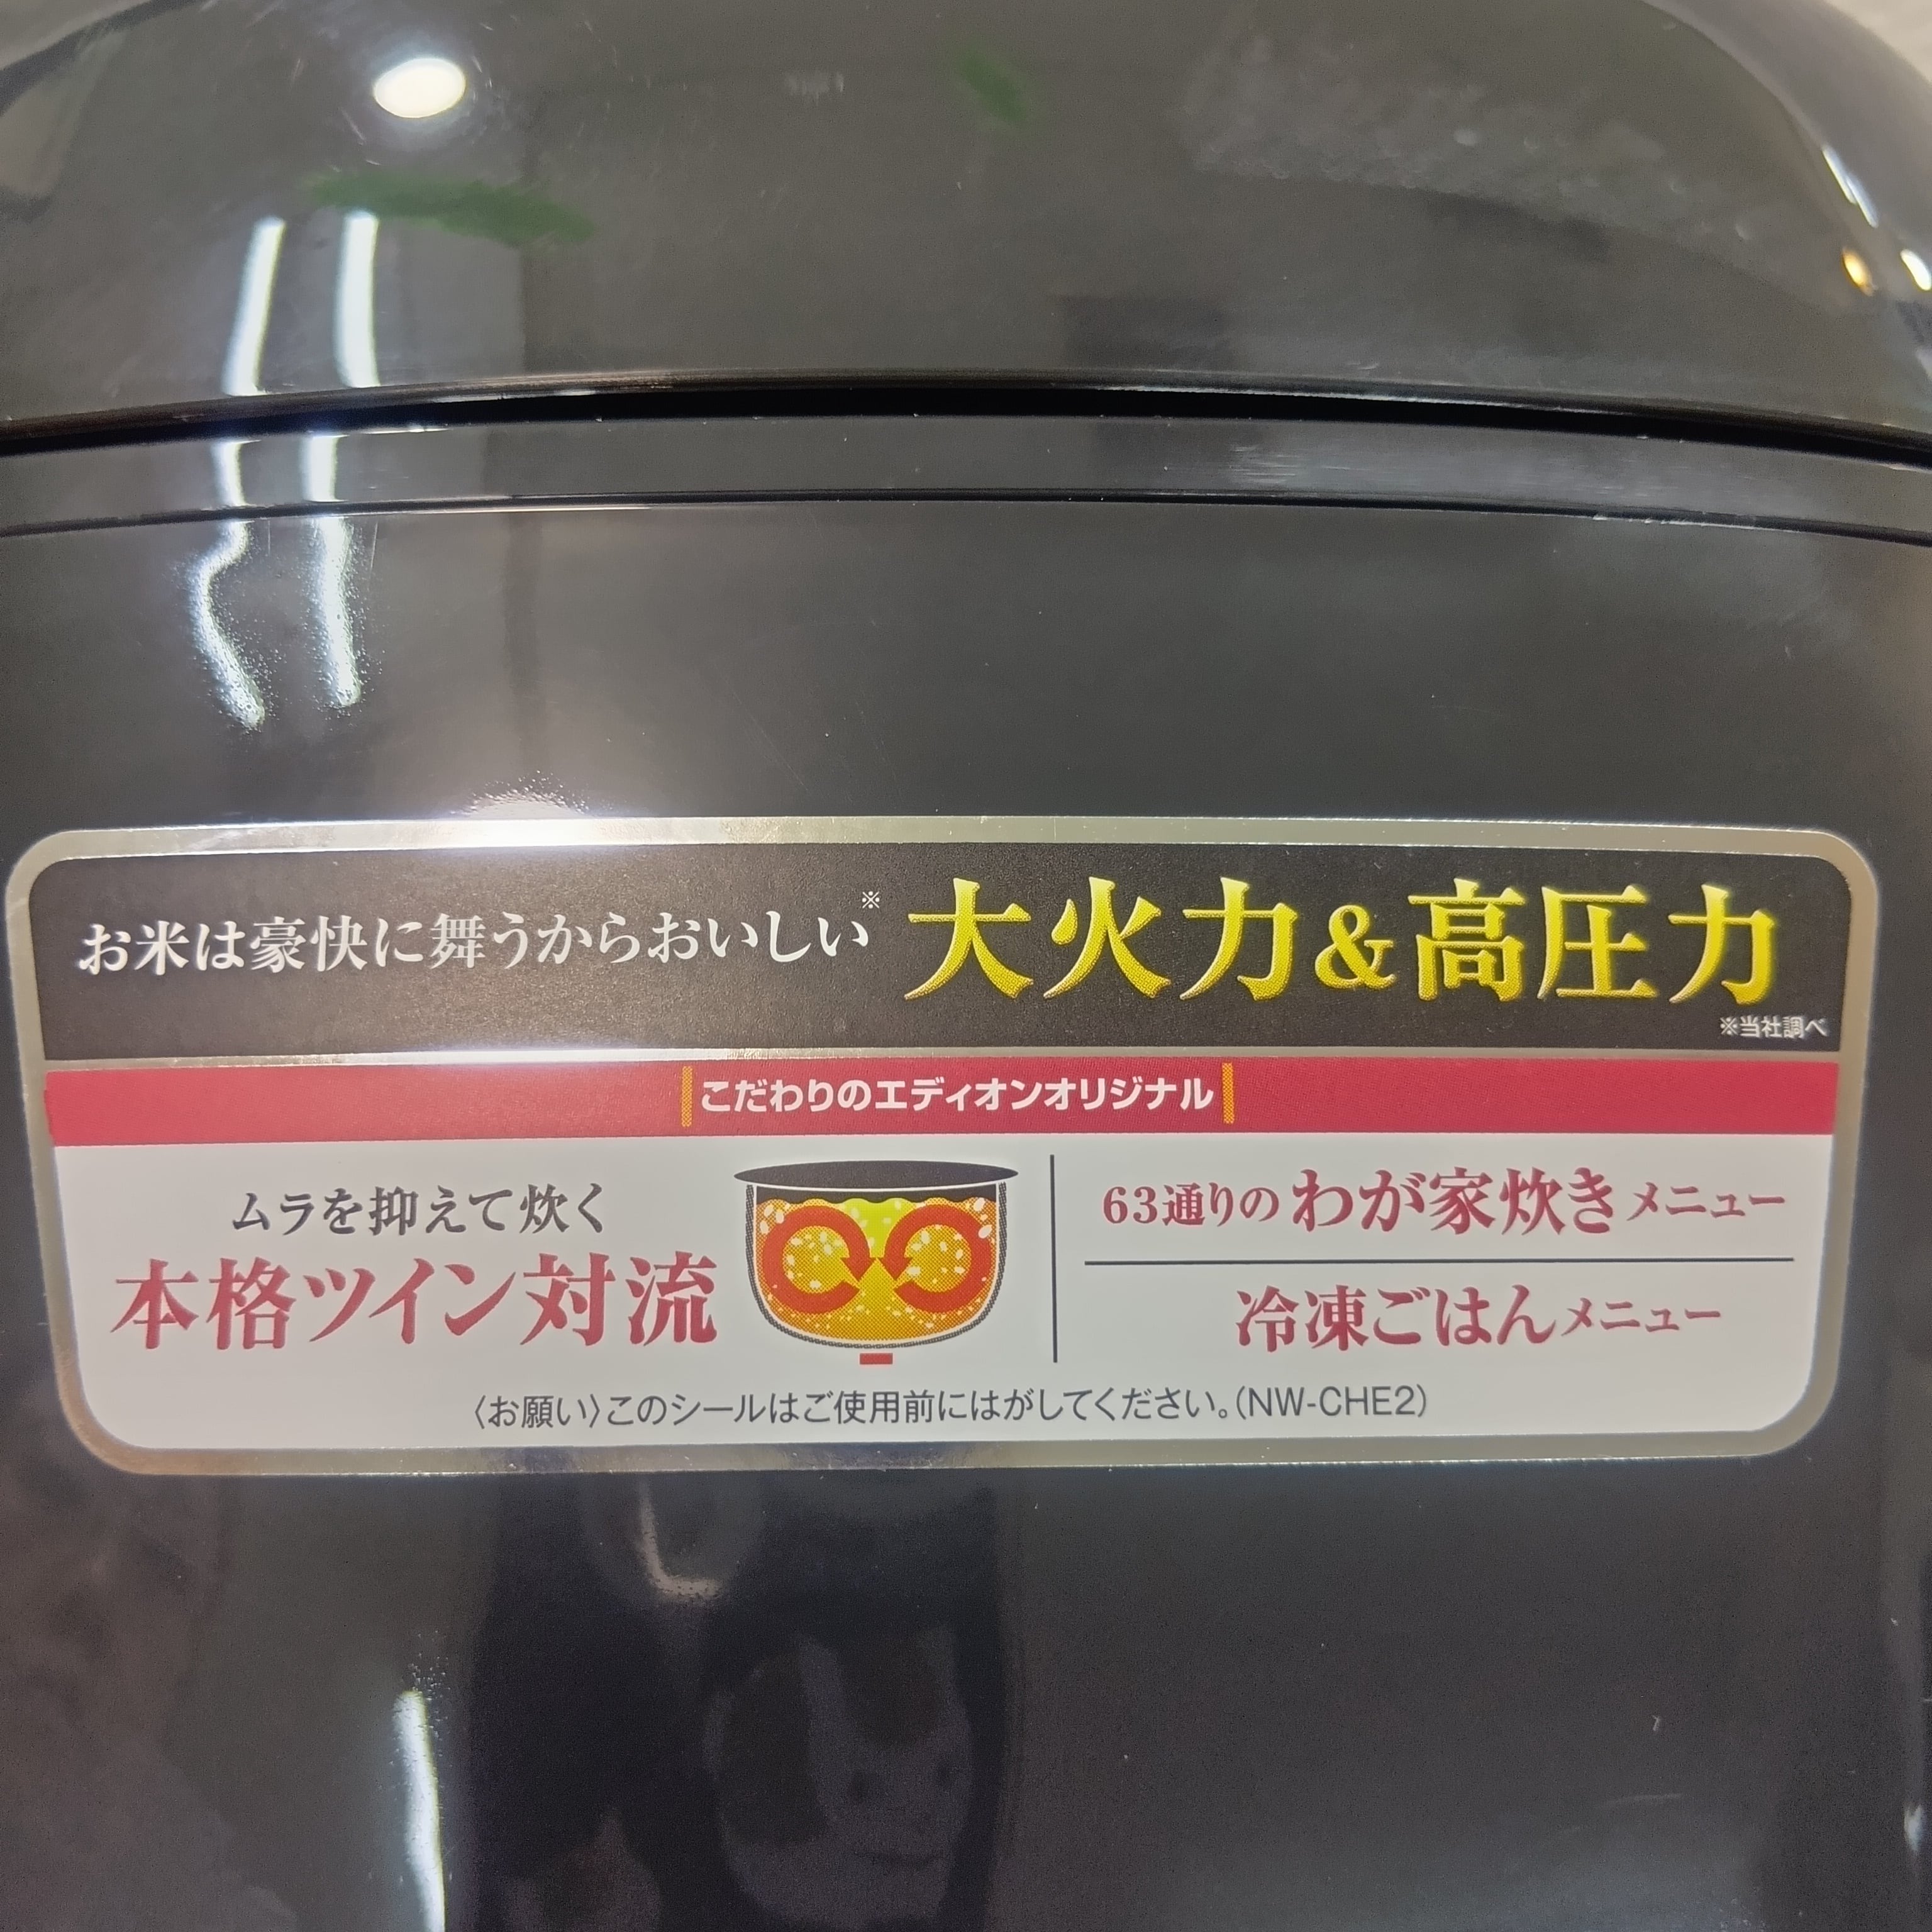 お米は豪快に舞うからおいしい※ 大火力&高圧力
※当社調べ
こだわりのエディオンオリジナル
ムラを抑えて炊く
本格ツイン対流
63通りのわが家炊きメニュー
冷凍ごはんメニュー
〈お願い〉このシールはご使用前にはがしてください。(NW-CHE2)